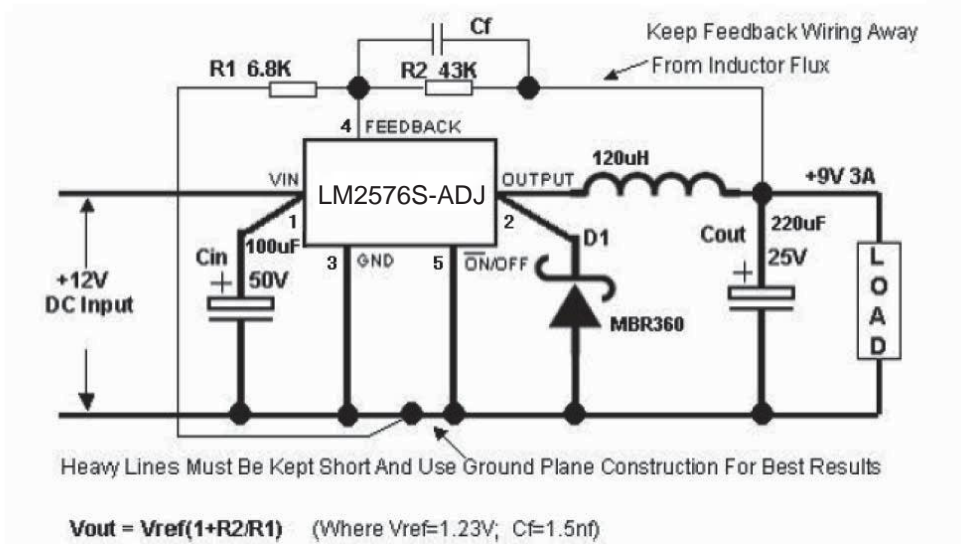 Cf
Keep Feedback Wiring Away
From Inductor Flux
R1 6.8K
R2 43K
4 FEEDBACK
120uH
VIN
LM2576S-ADJ
OUTPUT
+9V 3A
1
2
100uF
Cin
+
50V
3 GND
5 ON/OFF
D1
Cout
220uF
+
25V
LOAD
+12V
DC Input
MBR360
Heavy Lines Must Be Kept Short And Use Ground Plane Construction For Best Results
Vout = Vref(1+R2/R1) (Where Vref=1.23V; Cf=1.5nf)